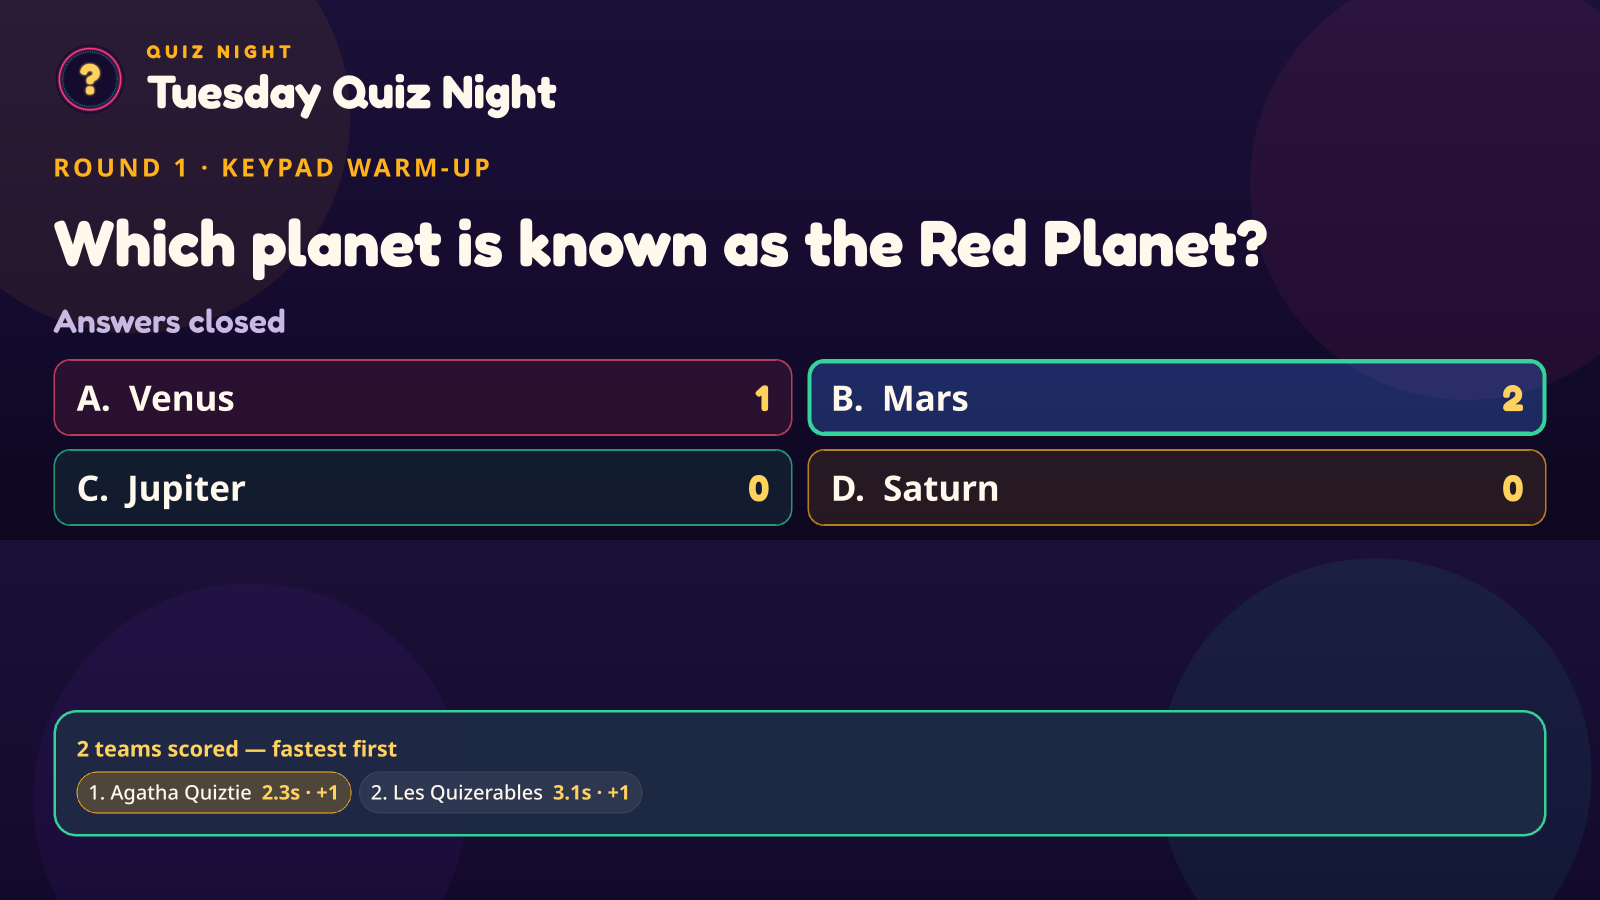 ?
QUIZ NIGHT
Tuesday Quiz Night
ROUND 1 · KEYPAD WARM-UP
Which planet is known as the Red Planet?
Answers closed
A. Venus 1
B. Mars 2
C. Jupiter 0
D. Saturn 0
2 teams scored — fastest first
1. Agatha Quiztie 2.3s · +1 2. Les Quizerables 3.1s · +1